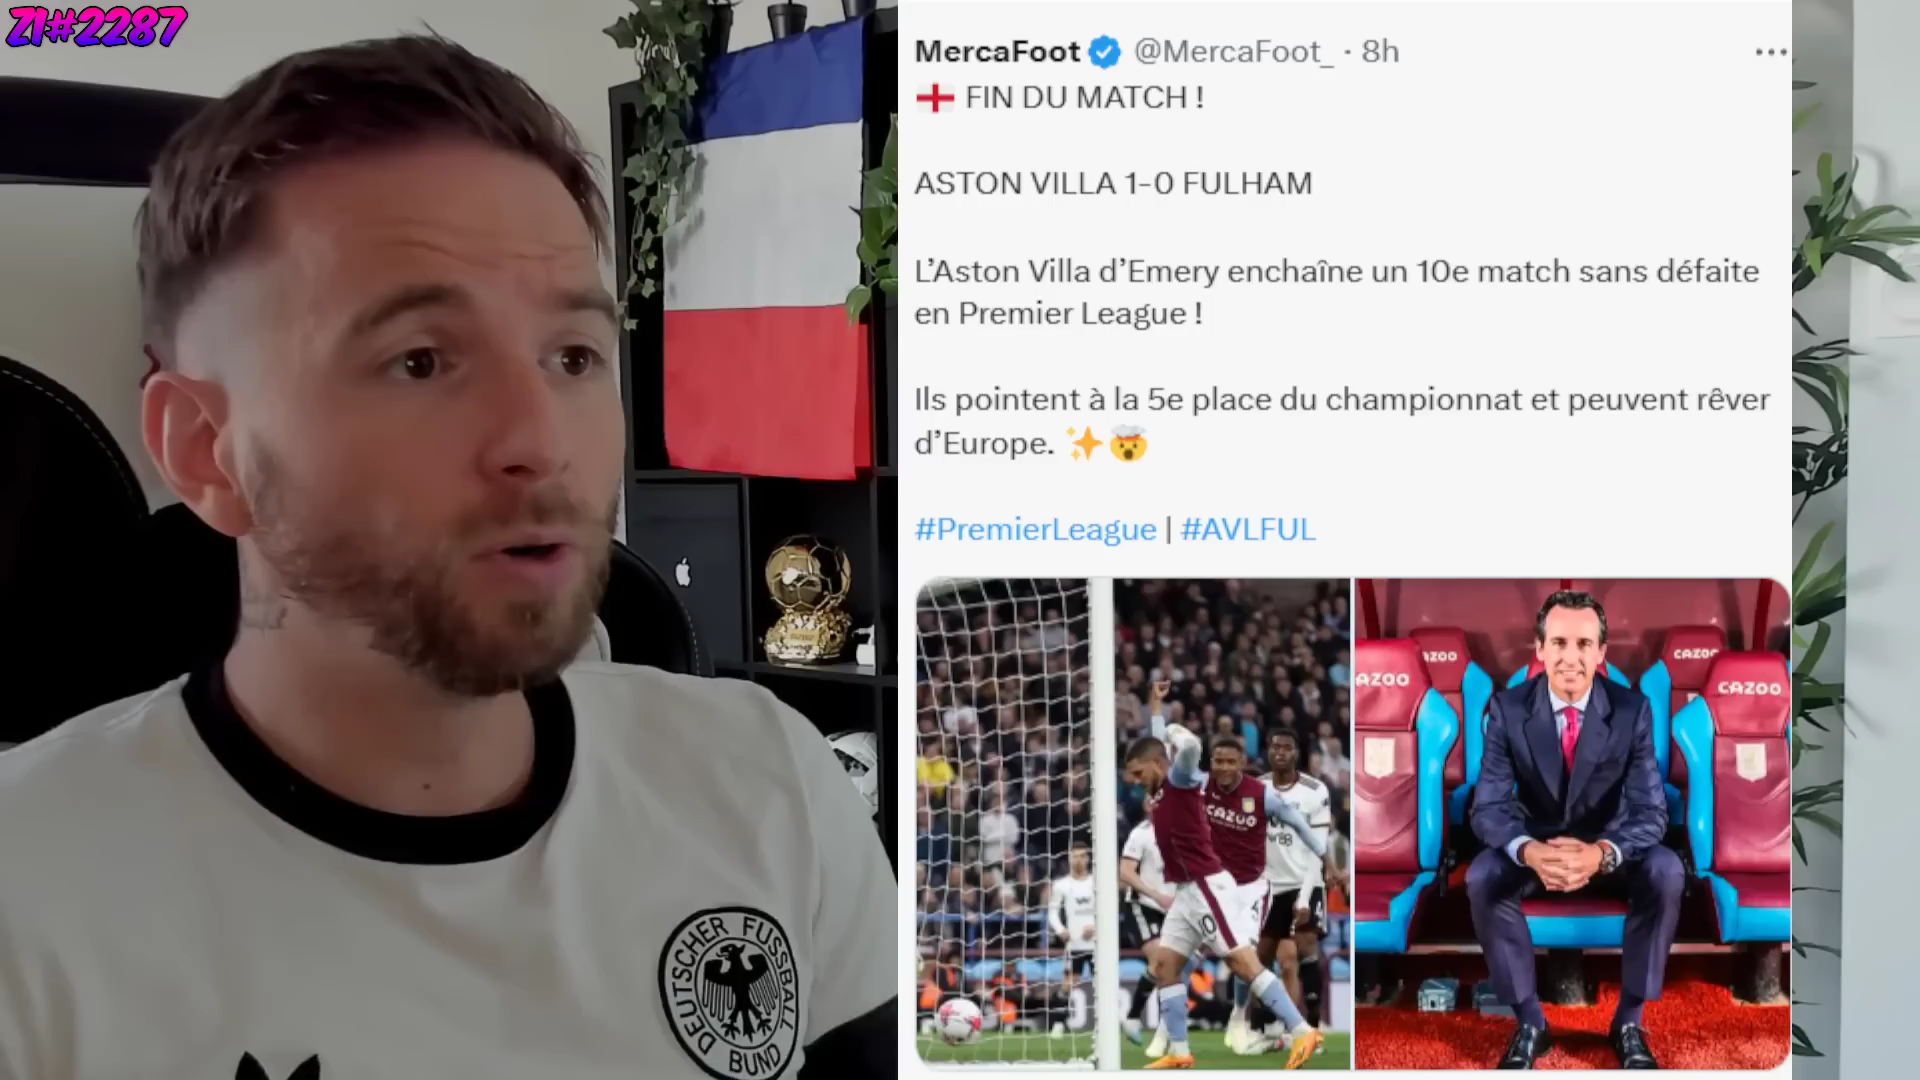 ZI#2287
MercaFoot @MercaFoot_ · 8h
FIN DU MATCH !
ASTON VILLA 1-0 FULHAM
L'Aston Villa d'Emery enchaîne un 10e match sans défaite
en Premier League !
Ils pointent à la 5e place du championnat et peuvent rêver
d'Europe. ✨🤯
#PremierLeague | #AVLFUL
AZOO
AZOO
CAZOO
CAZOO
CAZOO
10
DEUTSCHER FUSSBALL
BUND